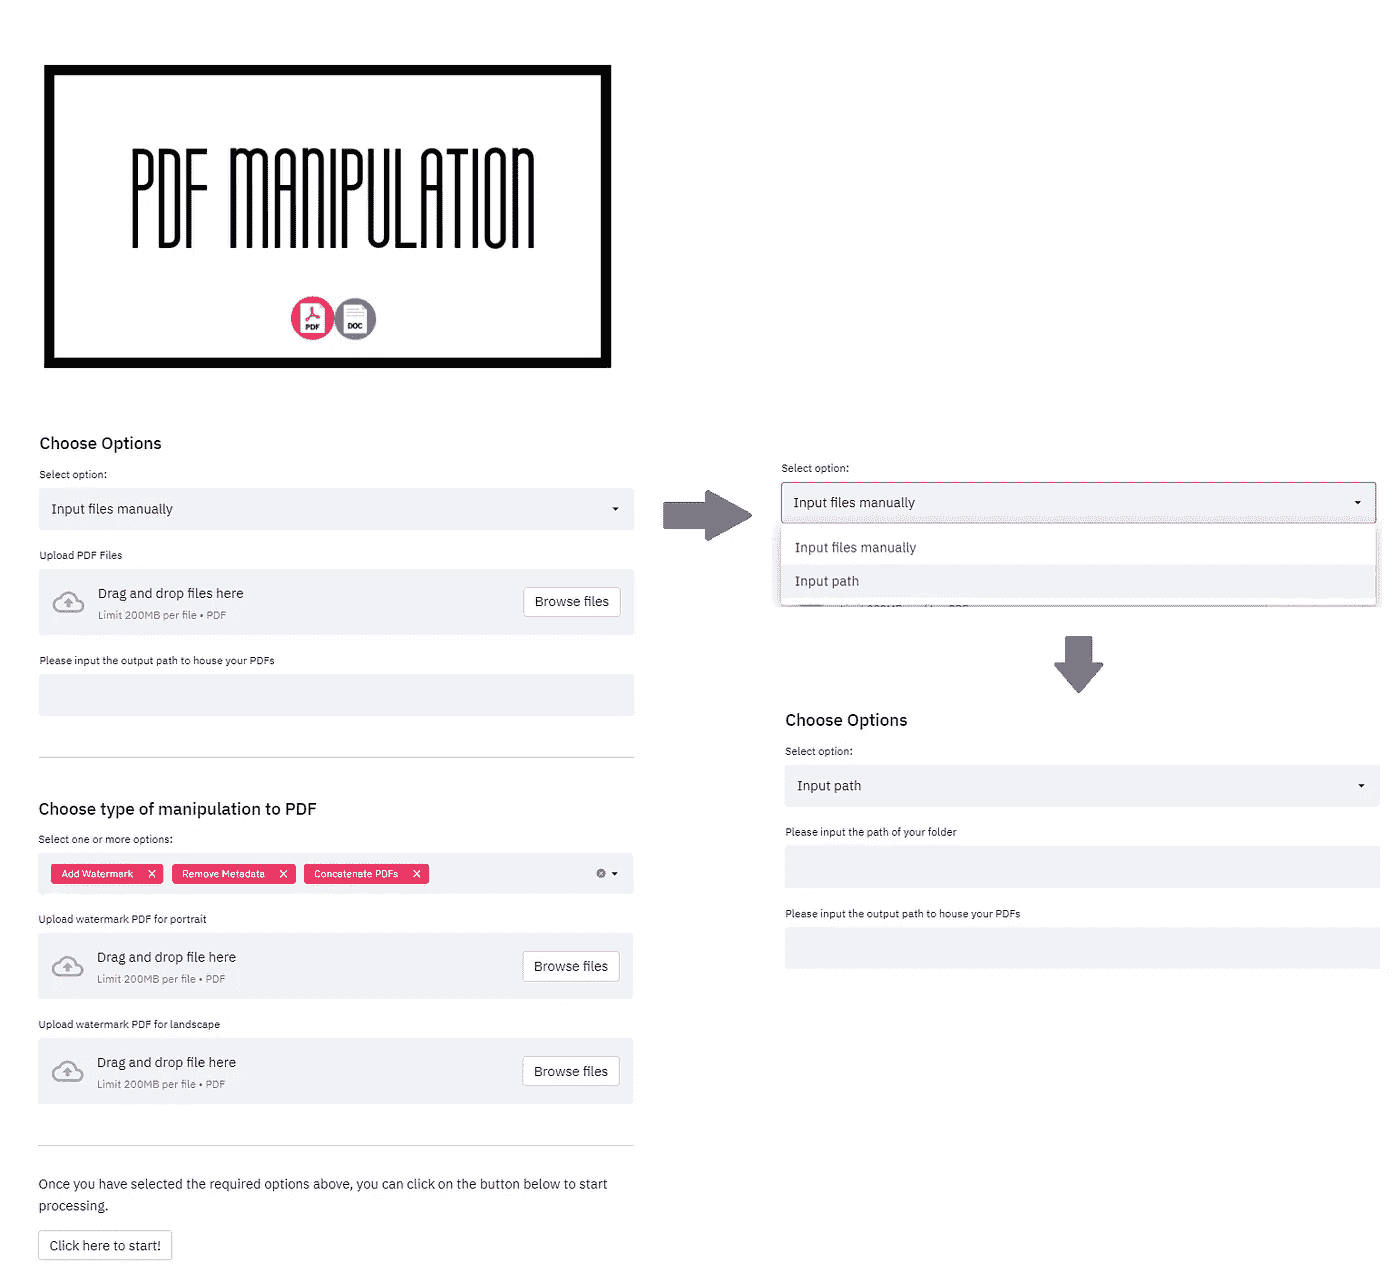 PDF MANIPULATION
PDF
DOC
Choose Options
Select option:
Input files manually
Upload PDF Files
Drag and drop files here
Limit 200MB per file • PDF
Browse files
Please input the output path to house your PDFs
Choose type of manipulation to PDF
Select one or more options:
Add Watermark
Remove Metadata
Concatenate PDFs
Upload watermark PDF for portrait
Drag and drop file here
Limit 200MB per file • PDF
Browse files
Upload watermark PDF for landscape
Drag and drop file here
Limit 200MB per file • PDF
Browse files
Once you have selected the required options above, you can click on the button below to start
processing.
Click here to start!
Select option:
Input files manually
Input files manually
Input path
Choose Options
Select option:
Input path
Please input the path of your folder
Please input the output path to house your PDFs